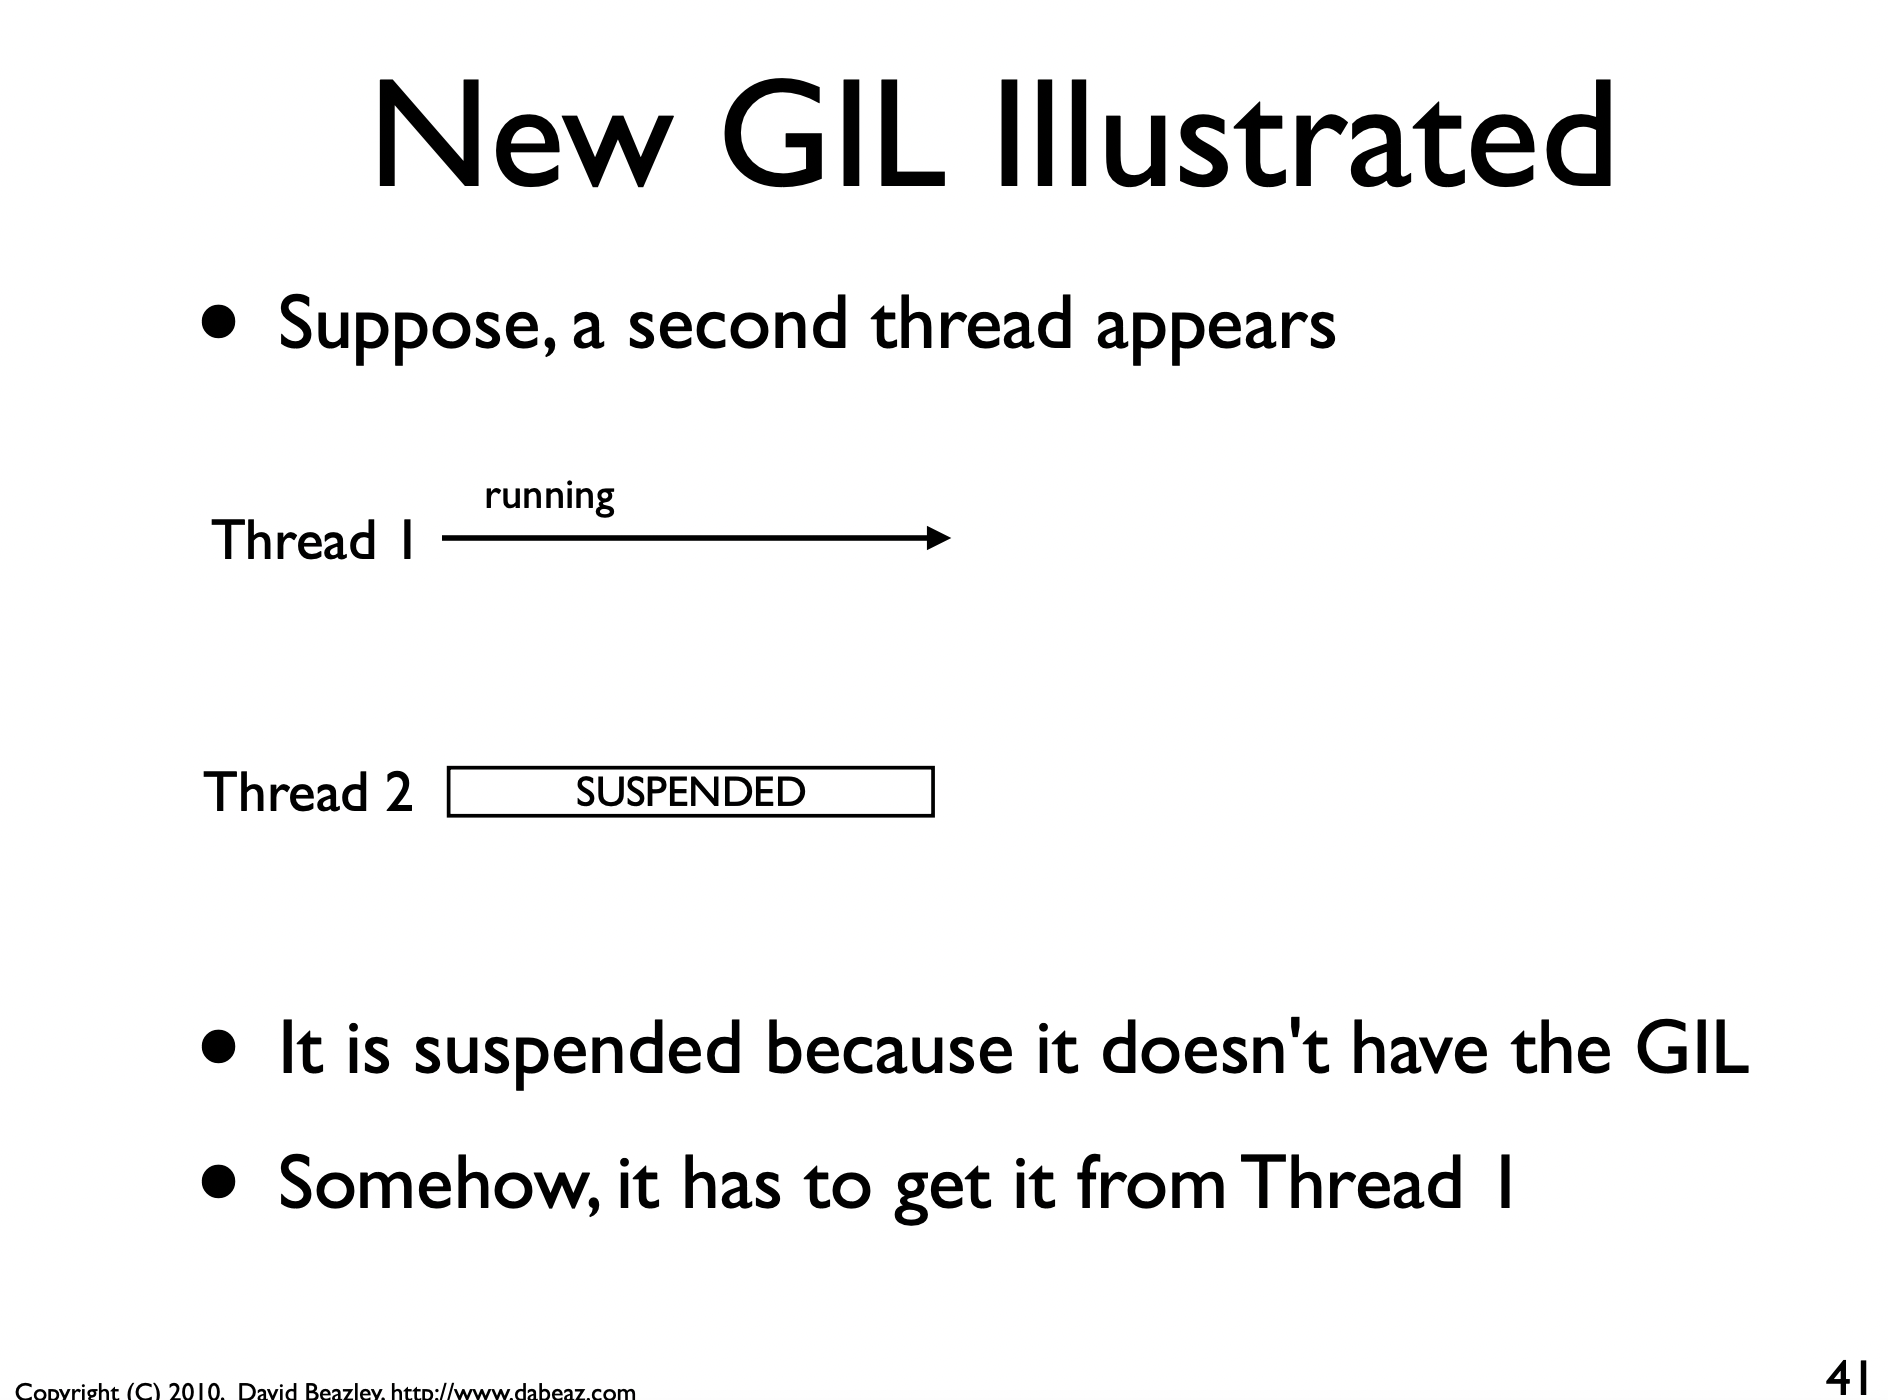 New GIL Illustrated
• Suppose, a second thread appears
running
Thread 1
Thread 2
SUSPENDED
• It is suspended because it doesn't have the GIL
• Somehow, it has to get it from Thread 1
Copyright (C) 2010, David Beazley, http://www.dabeaz.com
41